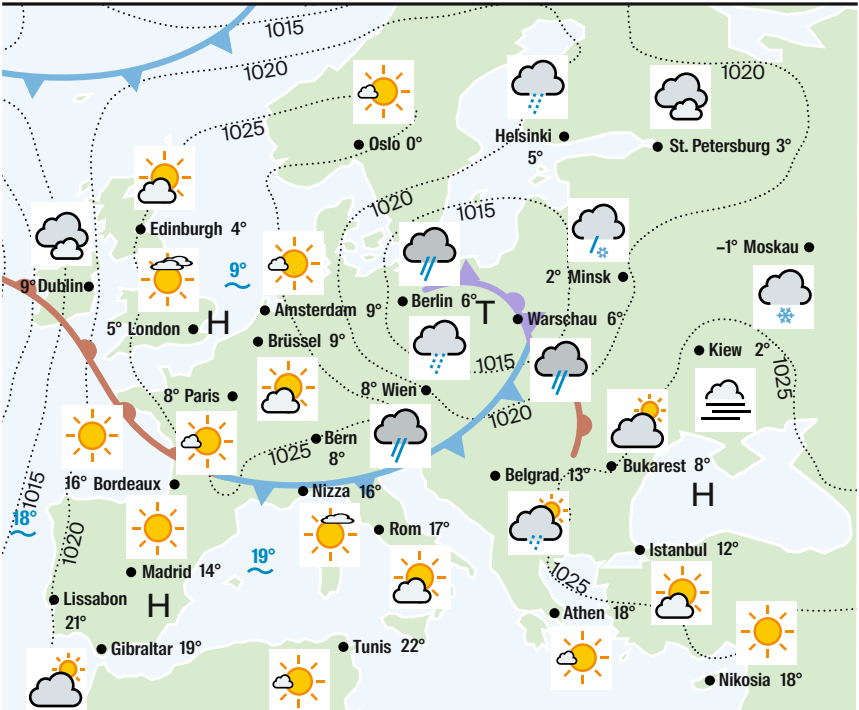 1015
1020
1020
1025
Oslo 0°
Helsinki
5°
St. Petersburg 3°
1020
1015
Edinburgh 4°
–1° Moskau
9° Dublin
9°
2° Minsk
Amsterdam 9°
Berlin 6°
T
Warschau 6°
5° London
H
Brüssel 9°
Kiew 2°
1015
1025
8° Paris
8° Wien
1020
Bern
8°
1025
16° Bordeaux
Nizza 16°
Belgrad 13°
Bukarest 8°
H
1015
18°
1020
Rom 17°
19°
Istanbul 12°
Madrid 14°
1025
Lissabon
21°
H
Athen 18°
Gibraltar 19°
Tunis 22°
Nikosia 18°